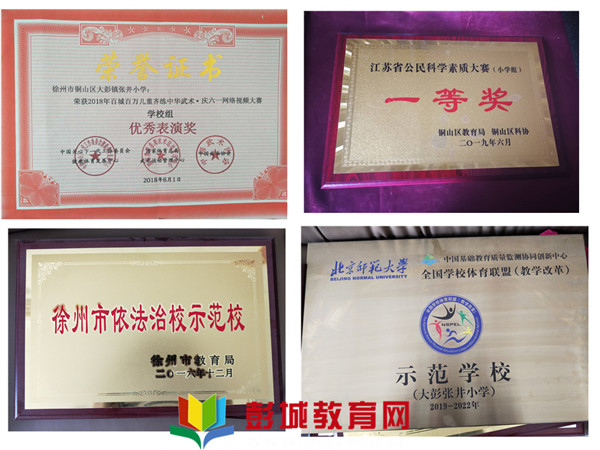 荣誉证书
徐州市铜山区大彭镇张井小学：
荣获2018年百城百万儿童齐练中华武术·庆六一网络视频大赛
学校组
优秀表演奖
2018年6月1日
江苏省公民科学素质大赛（小学组）
一等奖
铜山区教育局 铜山区科协
二〇一九年六月
徐州市依法治校示范校
徐州市教育局
二〇一六年十二月
北京师范大学
BEIJING NORMAL UNIVERSITY
中国基础教育质量监测协同创新中心
全国学校体育联盟（教学改革）
NSPEL
示范学校
（大彭张井小学）
2019-2022年
彭城教育网